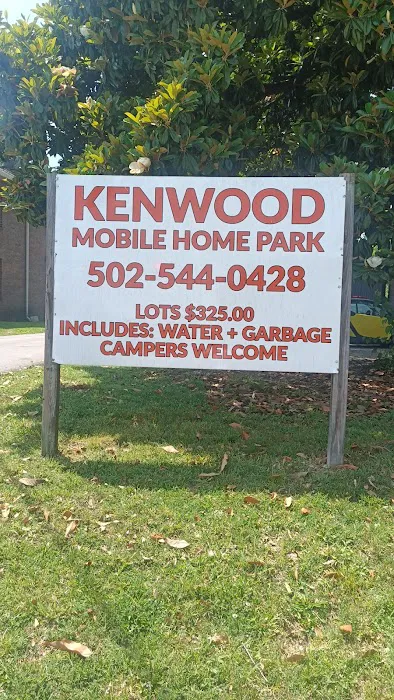 KENWOOD
MOBILE HOME PARK
502-544-0428
LOTS $325.00
INCLUDES: WATER + GARBAGE
CAMPERS WELCOME